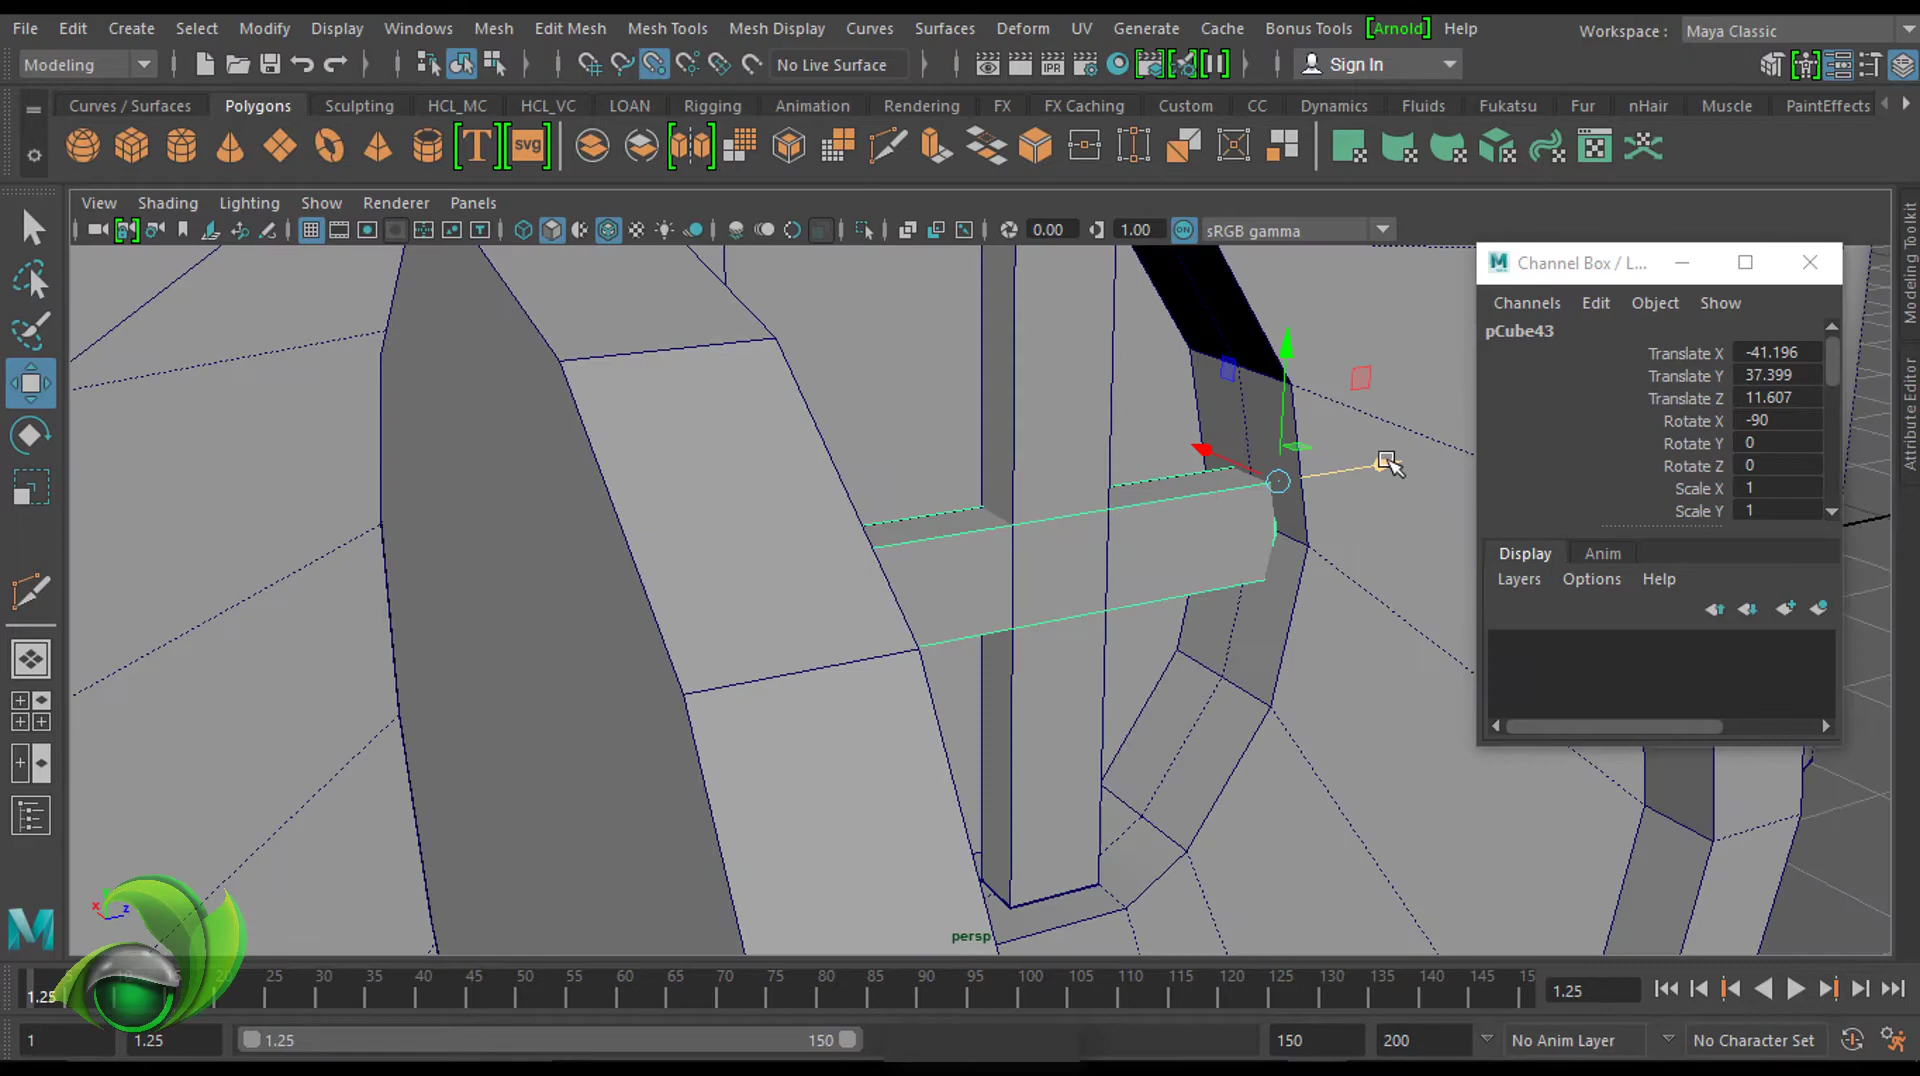 File Edit Create Select Modify Display Windows Mesh Edit Mesh Mesh Tools Mesh Display Curves Surfaces Deform UV Generate Cache Bonus Tools [Arnold] Help Workspace : Maya Classic
Modeling No Live Surface IPR Sign In
Curves / Surfaces Polygons Sculpting HCL_MC HCL_VC LOAN Rigging Animation Rendering FX FX Caching Custom CC Dynamics Fluids Fukatsu Fur nHair Muscle PaintEffects
T svg
View Shading Lighting Show Renderer Panels
0.00 1.00 ON sRGB gamma
Channel Box / L...
Channels Edit Object Show
pCube43
Translate X -41.196
Translate Y 37.399
Translate Z 11.607
Rotate X -90
Rotate Y 0
Rotate Z 0
Scale X 1
Scale Y 1
Display Anim
Layers Options Help
Modeling Toolkit
Attribute Editor
x z
persp
5 10 15 20 25 30 35 40 45 50 55 60 65 70 75 80 85 90 95 100 105 110 115 120 125 130 135 140 145 15
1.25 1.25
1 1.25 1.25 150 150 200 No Anim Layer No Character Set